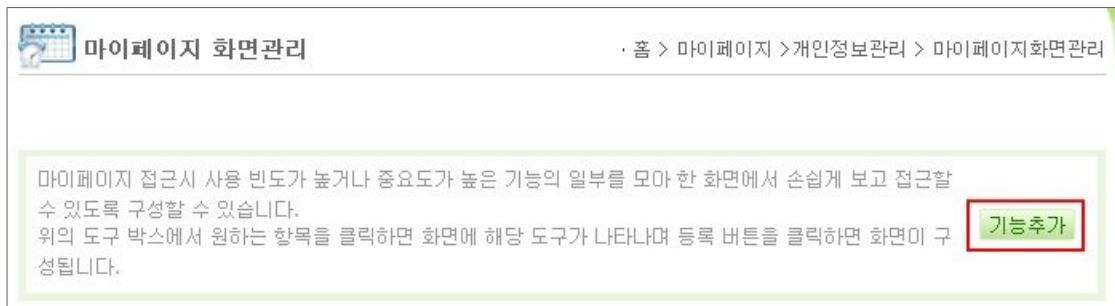 마이페이지 화면관리
· 홈 > 마이페이지 >개인정보관리 > 마이페이지화면관리
마이페이지 접근시 사용 빈도가 높거나 중요도가 높은 기능의 일부를 모아 한 화면에서 손쉽게 보고 접근할
수 있도록 구성할 수 있습니다.
위의 도구 박스에서 원하는 항목을 클릭하면 화면에 해당 도구가 나타나며 등록 버튼을 클릭하면 화면이 구
성됩니다.
기능추가